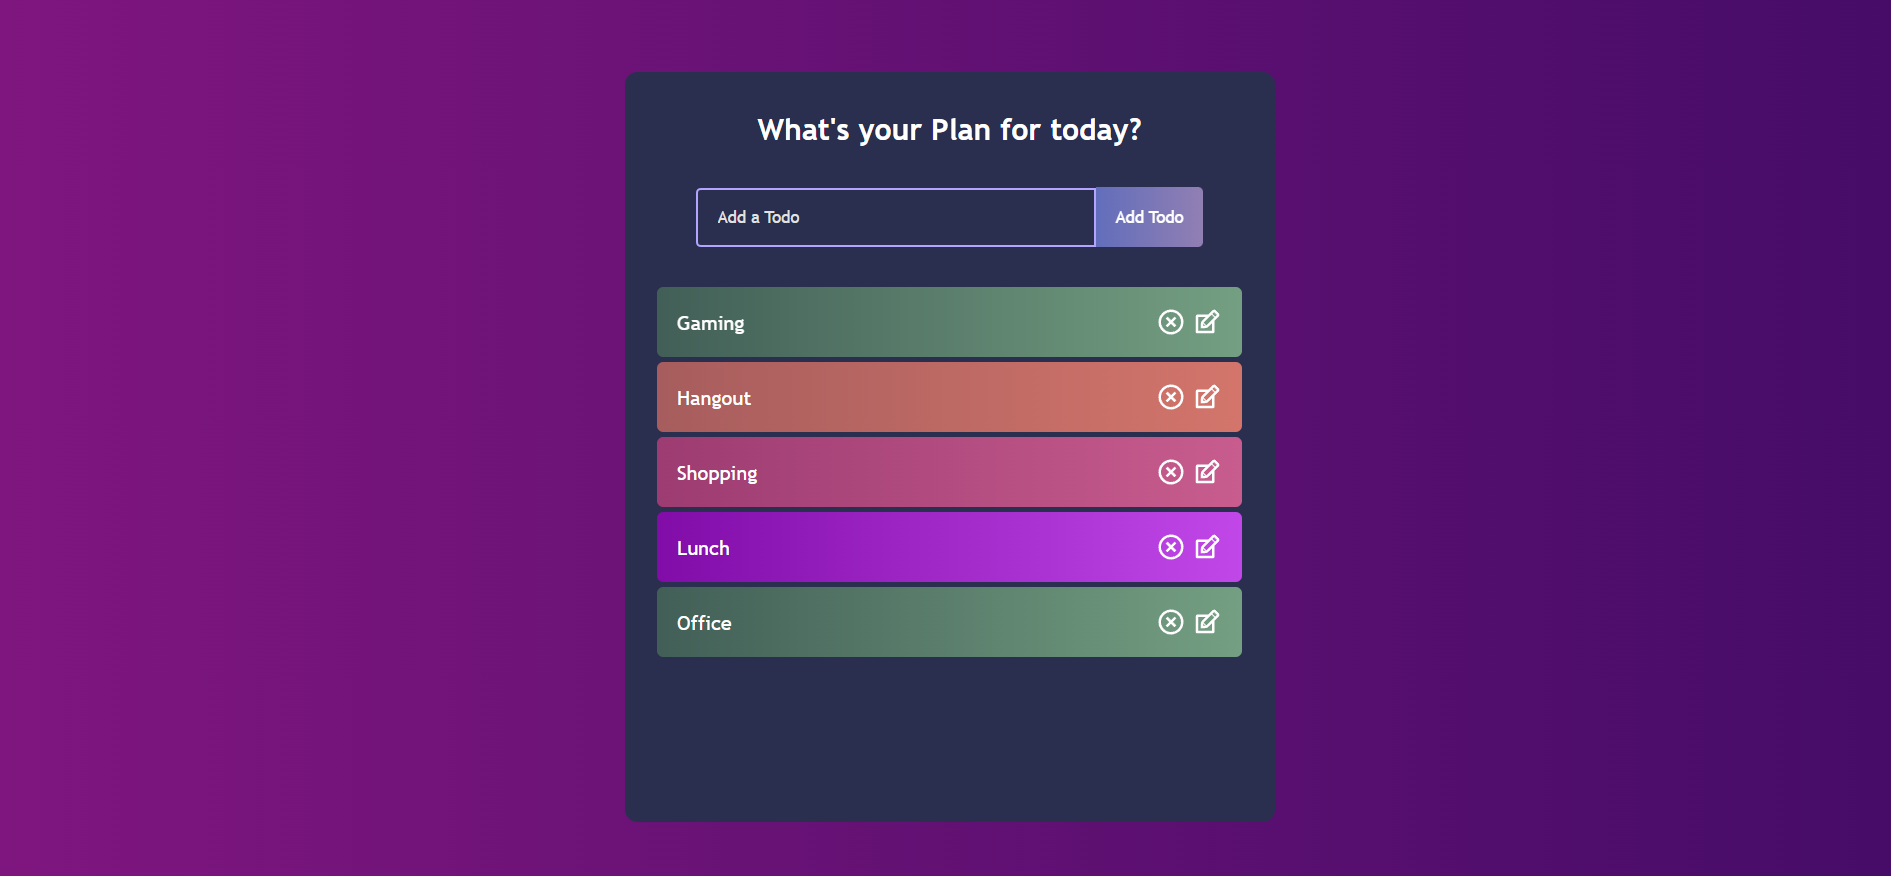 What's your Plan for today?
Add a Todo
Add Todo
Gaming
Hangout
Shopping
Lunch
Office